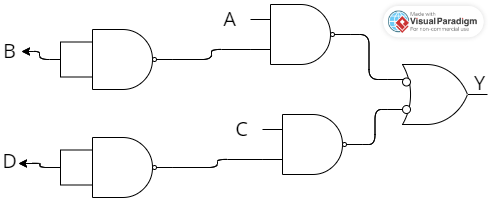 A
Made with
Visual Paradigm
For non-commercial use
B
Y
C
D